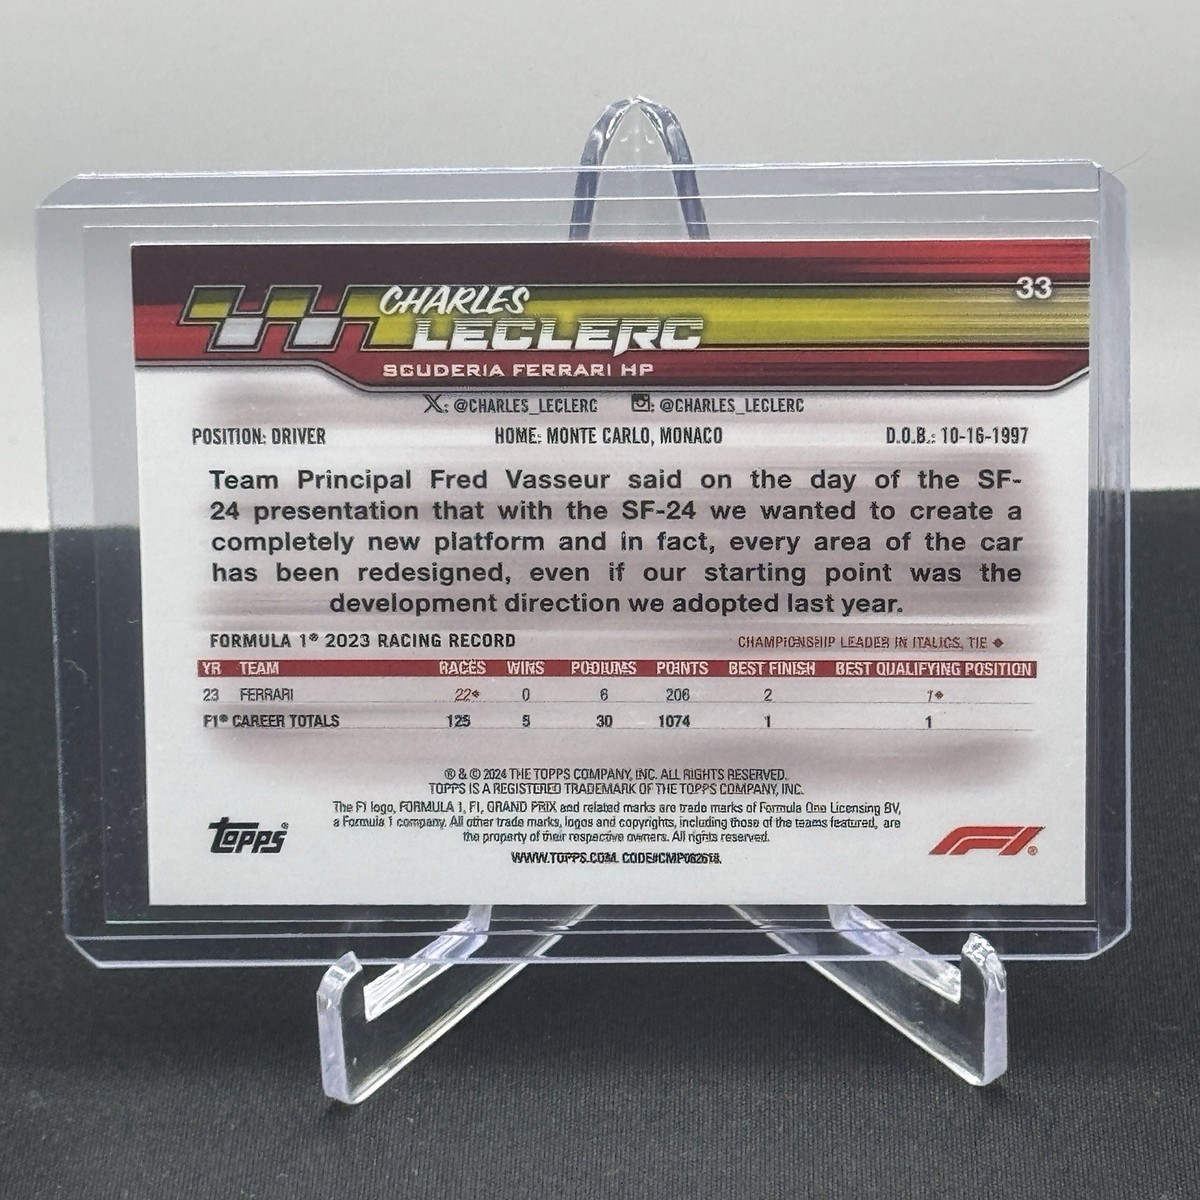 33
CHARLES
LECLERC
SCUDERIA FERRARI HP
X: @CHARLES_LECLERC : @CHARLES_LECLERC
POSITION: DRIVER HOME: MONTE CARLO, MONACO D.O.B.: 10-16-1997
Team Principal Fred Vasseur said on the day of the SF-
24 presentation that with the SF-24 we wanted to create a
completely new platform and in fact, every area of the car
has been redesigned, even if our starting point was the
development direction we adopted last year.
FORMULA 1® 2023 RACING RECORD CHAMPIONSHIP LEADER IN ITALICS, TIE ◆
YR TEAM RACES WINS PODIUMS POINTS BEST FINISH BEST QUALIFYING POSITION
23 FERRARI 22◆ 0 6 206 2 1◆
F1® CAREER TOTALS 125 5 30 1074 1 1
® & © 2024 THE TOPPS COMPANY, INC. ALL RIGHTS RESERVED.
TOPPS IS A REGISTERED TRADEMARK OF THE TOPPS COMPANY, INC.
The F1 logo, FORMULA 1, F1, GRAND PRIX and related marks are trade marks of Formula One Licensing BV,
a Formula 1 company. All other trade marks, logos and copyrights, including those of the teams featured, are
the property of their respective owners. All rights reserved.
WWW.TOPPS.COM. CODE#CMP082618.
topps®
F1®